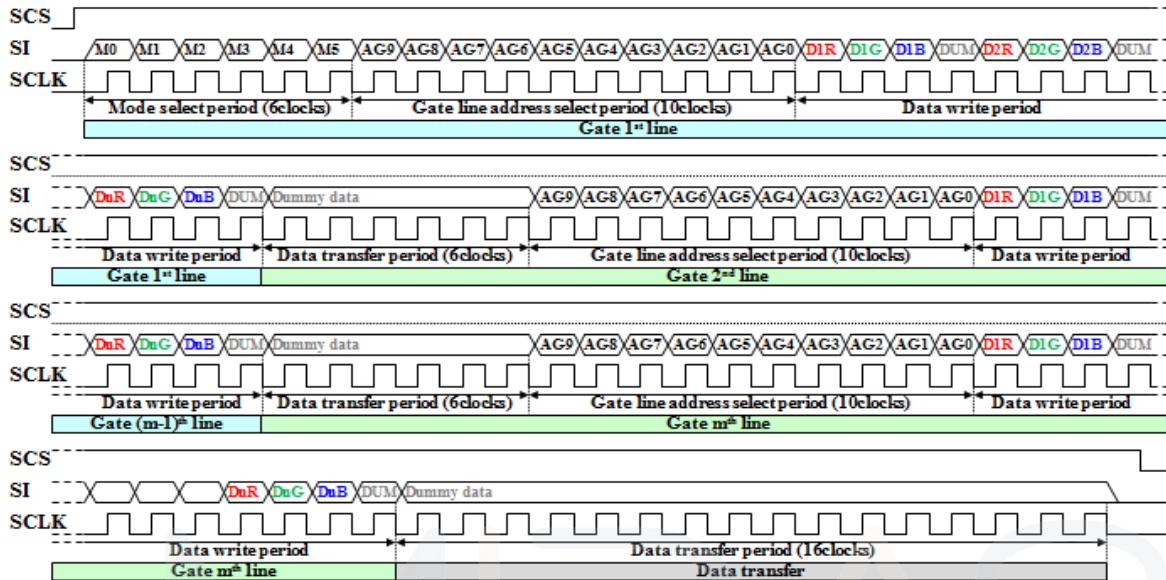 SCS
SI M0 M1 M2 M3 M4 M5 AG9 AG8 AG7 AG6 AG5 AG4 AG3 AG2 AG1 AG0 D1R D1G D1B DUM D2R D2G D2B DUM
SCLK
Mode select period (6clocks) Gate line address select period (10clocks) Data write period
Gate 1st line
SCS
SI DnR DnG DnB DUM Dummy data AG9 AG8 AG7 AG6 AG5 AG4 AG3 AG2 AG1 AG0 D1R D1G D1B DUM
SCLK
Data write period Data transfer period (6clocks) Gate line address select period (10clocks) Data write period
Gate 1st line Gate 2nd line
SCS
SI DnR DnG DnB DUM Dummy data AG9 AG8 AG7 AG6 AG5 AG4 AG3 AG2 AG1 AG0 D1R D1G D1B DUM
SCLK
Data write period Data transfer period (6clocks) Gate line address select period (10clocks) Data write period
Gate (m-1)th line Gate mth line
SCS
SI DnR DnG DnB DUM Dummy data
SCLK
Data write period Data transfer period (16clocks)
Gate mth line Data transfer